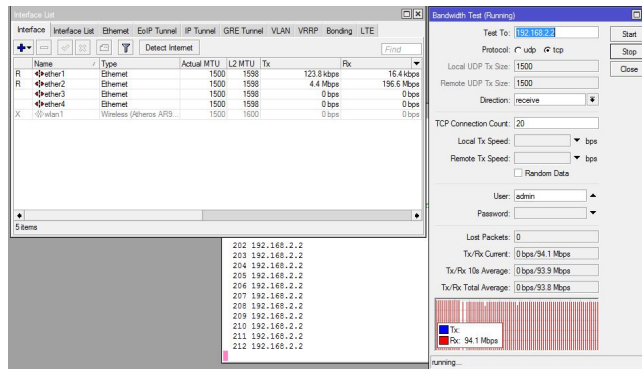 Interface List
Interface Interface List Ethernet EoIP Tunnel IP Tunnel GRE Tunnel VLAN VRRP Bonding LTE
Detect Internet
Find
Name / Type Actual MTU L2 MTU Tx Rx
R ether1 Ethernet 1500 1598 123.8 kbps 16.4 kbps
R ether2 Ethernet 1500 1598 4.4 Mbps 196.6 Mbps
ether3 Ethernet 1500 1598 0 bps 0 bps
ether4 Ethernet 1500 1598 0 bps 0 bps
X wlan1 Wireless (Atheros AR9... 1500 1600 0 bps 0 bps
5 items
202 192.168.2.2
203 192.168.2.2
204 192.168.2.2
205 192.168.2.2
206 192.168.2.2
207 192.168.2.2
208 192.168.2.2
209 192.168.2.2
210 192.168.2.2
211 192.168.2.2
212 192.168.2.2
Bandwidth Test (Running)
Test To: 192.168.2.2
Protocol: udp tcp
Local UDP Tx Size: 1500
Remote UDP Tx Size: 1500
Direction: receive
TCP Connection Count: 20
Local Tx Speed: bps
Remote Tx Speed: bps
Random Data
User: admin
Password:
Lost Packets: 0
Tx/Rx Current: 0 bps/94.1 Mbps
Tx/Rx 10s Average: 0 bps/93.9 Mbps
Tx/Rx Total Average: 0 bps/93.8 Mbps
Tx:
Rx: 94.1 Mbps
running...
Start
Stop
Close